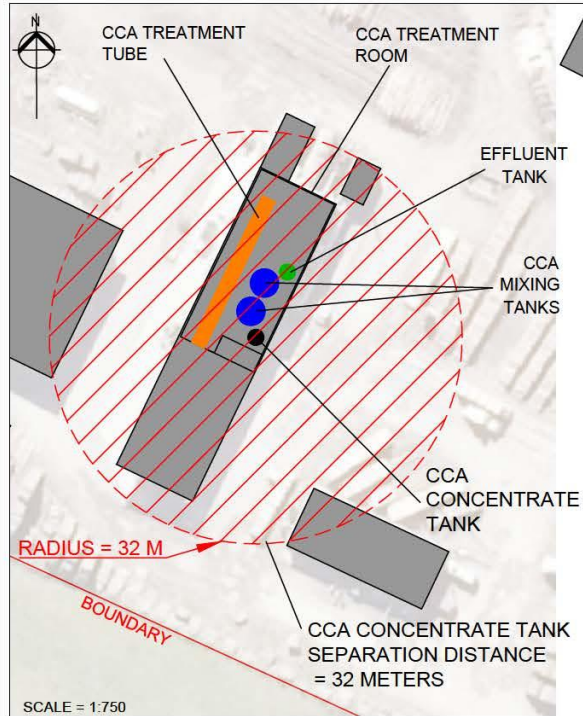 N
CCA TREATMENT
TUBE
CCA TREATMENT
ROOM
EFFLUENT
TANK
CCA
MIXING
TANKS
CCA
CONCENTRATE
TANK
RADIUS = 32 M
BOUNDARY
CCA CONCENTRATE TANK
SEPARATION DISTANCE
= 32 METERS
SCALE = 1:750